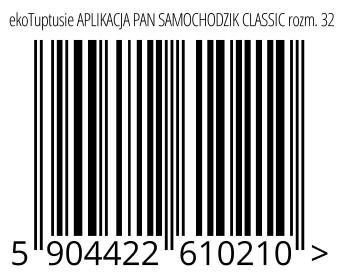 ekoTuptusie APLIKACJA PAN SAMOCHODZIK CLASSIC rozm. 32
5 904422 610210 >